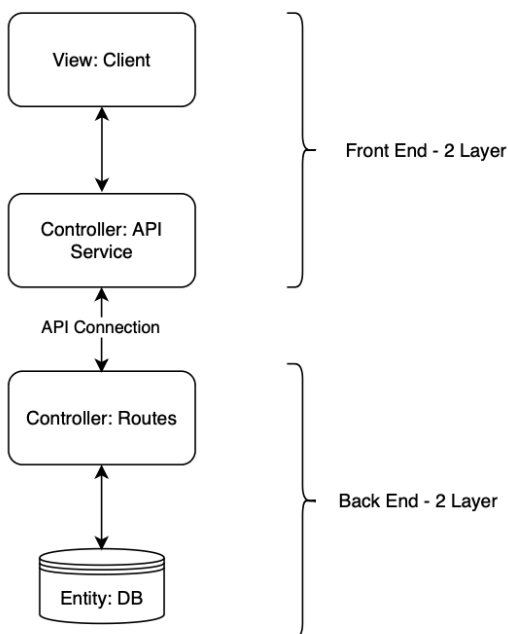 View: Client
Front End - 2 Layer
Controller: API
Service
API Connection
Controller: Routes
Back End - 2 Layer
Entity: DB